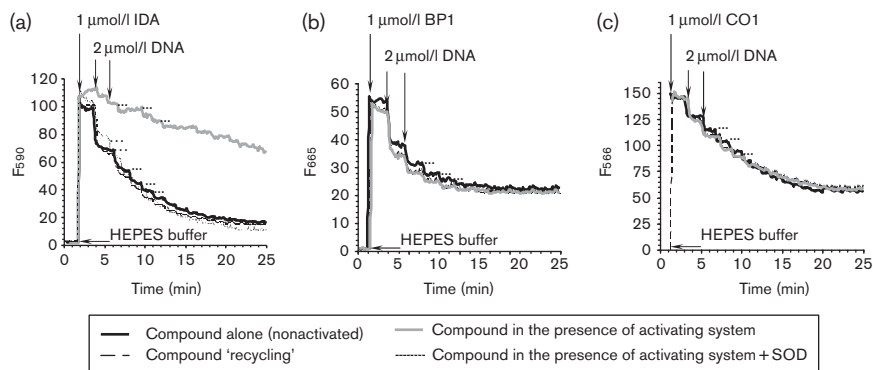 (a)
1 μmol/l IDA
2 μmol/l DNA
F590
120
100
80
60
40
20
0
HEPES buffer
0 5 10 15 20 25
Time (min)
(b)
1 μmol/l BP1
2 μmol/l DNA
F665
60
50
40
30
20
10
0
HEPES buffer
0 5 10 15 20 25
Time (min)
(c)
1 μmol/l CO1
2 μmol/l DNA
F566
150
125
100
75
50
25
0
HEPES buffer
0 5 10 15 20 25
Time (min)
Compound alone (nonactivated)
Compound 'recycling'
Compound in the presence of activating system
Compound in the presence of activating system + SOD